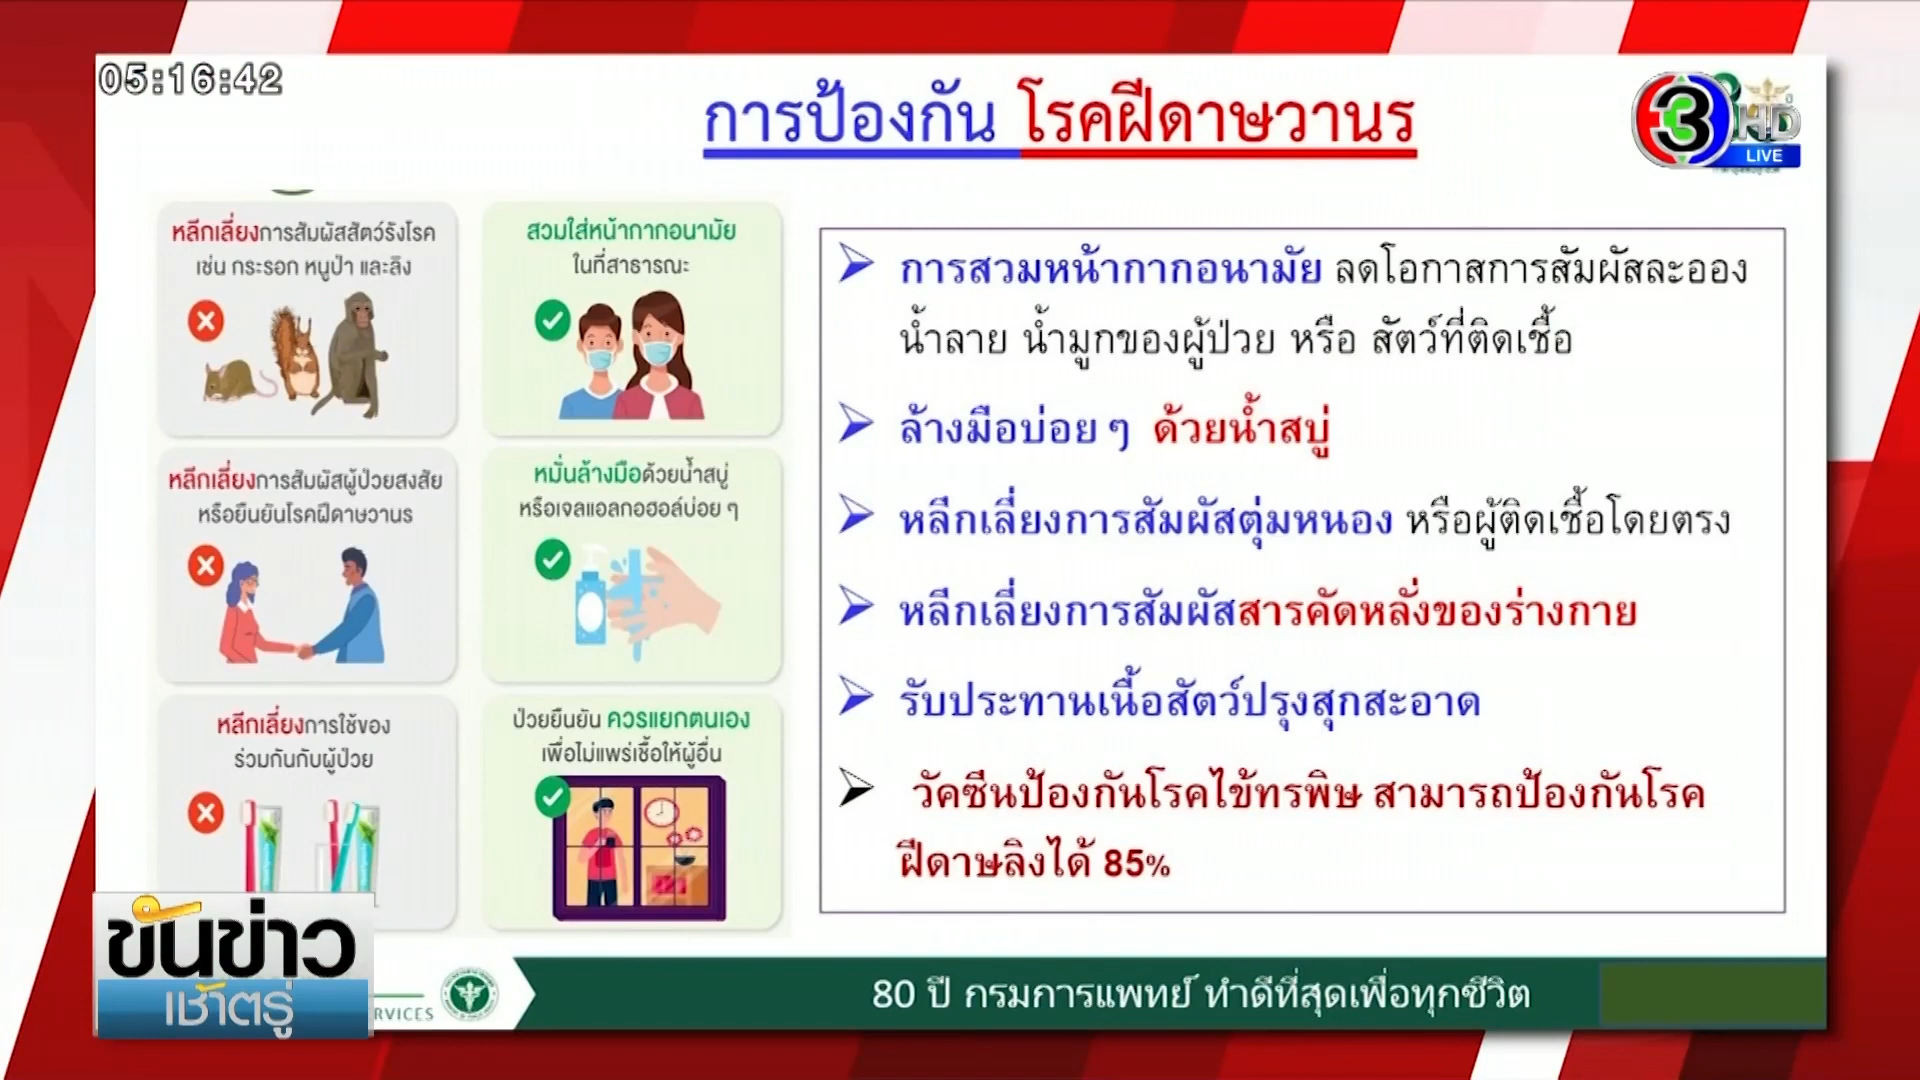 05:16:42
การป้องกัน โรคฝีดาษวานร
3
HD
LIVE
หลีกเลี่ยงการสัมผัสสัตว์รังโรค
เช่น กระรอก หนูป่า และลิง
สวมใส่หน้ากากอนามัย
ในที่สาธารณะ
หลีกเลี่ยงการสัมผัสผู้ป่วยสงสัย
หรือยืนยันโรคฝีดาษวานร
หมั่นล้างมือด้วยน้ำสบู่
หรือเจลแอลกอฮอล์บ่อย ๆ
หลีกเลี่ยงการใช้ของ
ร่วมกันกับผู้ป่วย
ป่วยยืนยัน ควรแยกตนเอง
เพื่อไม่แพร่เชื้อให้ผู้อื่น
การสวมหน้ากากอนามัย ลดโอกาสการสัมผัสละออง
น้ำลาย น้ำมูกของผู้ป่วย หรือ สัตว์ที่ติดเชื้อ
ล้างมือบ่อย ๆ ด้วยน้ำสบู่
หลีกเลี่ยงการสัมผัสตุ่มหนอง หรือผู้ติดเชื้อโดยตรง
หลีกเลี่ยงการสัมผัสสารคัดหลั่งของร่างกาย
รับประทานเนื้อสัตว์ปรุงสุกสะอาด
วัคซีนป้องกันโรคไข้ทรพิษ สามารถป้องกันโรค
ฝีดาษลิงได้ 85%
ขันข่าว
เช้าตรู่
RVICES
80 ปี กรมการแพทย์ ทำดีที่สุดเพื่อทุกชีวิต